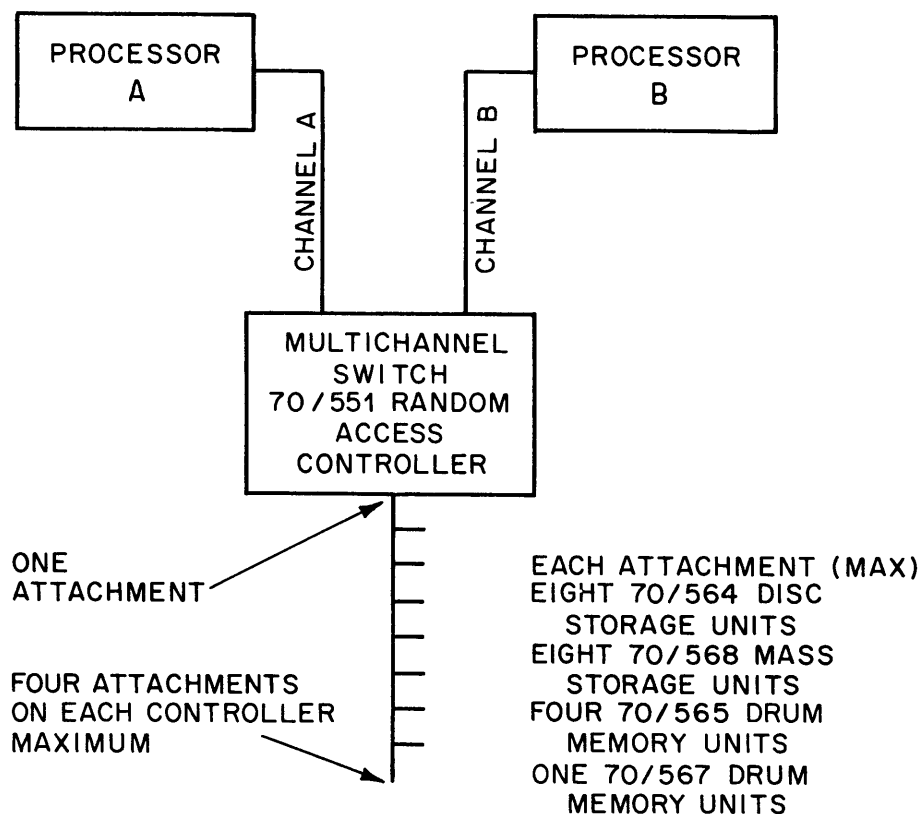 PROCESSOR
A
PROCESSOR
B
CHANNEL A
CHANNEL B
MULTICHANNEL
SWITCH
70/551 RANDOM
ACCESS
CONTROLLER
ONE
ATTACHMENT
FOUR ATTACHMENTS
ON EACH CONTROLLER
MAXIMUM
EACH ATTACHMENT (MAX)
EIGHT 70/564 DISC
STORAGE UNITS
EIGHT 70/568 MASS
STORAGE UNITS
FOUR 70/565 DRUM
MEMORY UNITS
ONE 70/567 DRUM
MEMORY UNITS